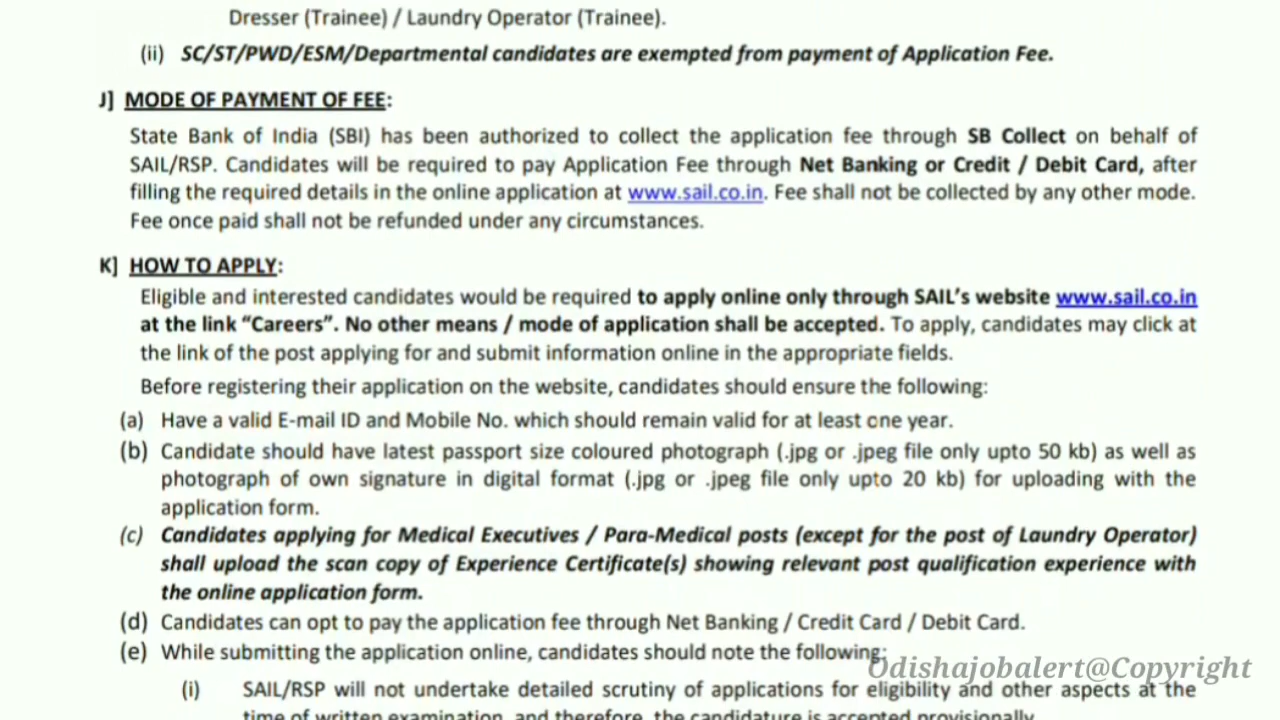 Dresser (Trainee) / Laundry Operator (Trainee).
(ii) SC/ST/PWD/ESM/Departmental candidates are exempted from payment of Application Fee.
J] MODE OF PAYMENT OF FEE:
State Bank of India (SBI) has been authorized to collect the application fee through SB Collect on behalf of
SAIL/RSP. Candidates will be required to pay Application Fee through Net Banking or Credit / Debit Card, after
filling the required details in the online application at www.sail.co.in. Fee shall not be collected by any other mode.
Fee once paid shall not be refunded under any circumstances.
K] HOW TO APPLY:
Eligible and interested candidates would be required to apply online only through SAIL's website www.sail.co.in
at the link “Careers”. No other means / mode of application shall be accepted. To apply, candidates may click at
the link of the post applying for and submit information online in the appropriate fields.
Before registering their application on the website, candidates should ensure the following:
(a) Have a valid E-mail ID and Mobile No. which should remain valid for at least one year.
(b) Candidate should have latest passport size coloured photograph (.jpg or .jpeg file only upto 50 kb) as well as
photograph of own signature in digital format (.jpg or .jpeg file only upto 20 kb) for uploading with the
application form.
(c) Candidates applying for Medical Executives / Para-Medical posts (except for the post of Laundry Operator)
shall upload the scan copy of Experience Certificate(s) showing relevant post qualification experience with
the online application form.
(d) Candidates can opt to pay the application fee through Net Banking / Credit Card / Debit Card.
(e) While submitting the application online, candidates should note the following:
Odishajobalert@Copyright
(i) SAIL/RSP will not undertake detailed scrutiny of applications for eligibility and other aspects at the
time of written examination, and therefore, the candidature is accepted provisionally